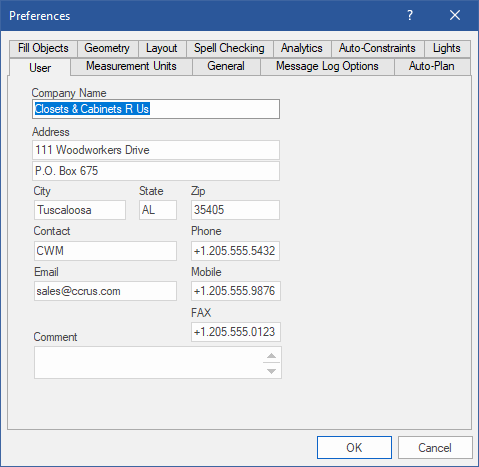 Preferences ?
Fill Objects Geometry Layout Spell Checking Analytics Auto-Constraints Lights
User Measurement Units General Message Log Options Auto-Plan
Company Name
Closets & Cabinets R Us
Address
111 Woodworkers Drive
P.O. Box 675
City State Zip
Tuscaloosa AL 35405
Contact Phone
CWM +1.205.555.5432
Email Mobile
sales@ccrus.com +1.205.555.9876
FAX
+1.205.555.0123
Comment
OK Cancel